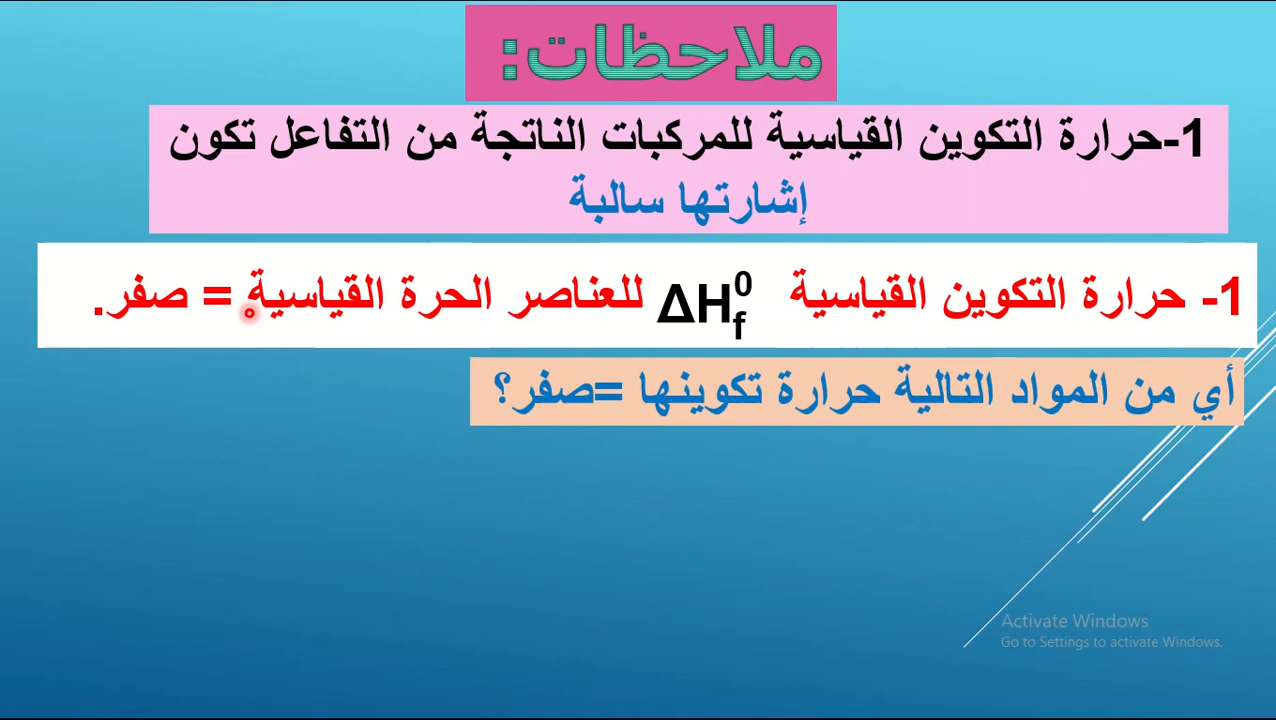 ملاحظات:
1-حرارة التكوين القياسية للمركبات الناتجة من التفاعل تكون
إشارتها سالبة
1- حرارة التكوين القياسية ΔH⁰f للعناصر الحرة القياسية = صفر.
أي من المواد التالية حرارة تكوينها =صفر؟
Activate Windows
Go to Settings to activate Windows.